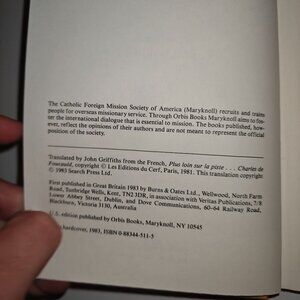 The Catholic Foreign Mission Society of America (Maryknoll) recruits and trains
people for overseas missionary service. Through Orbis Books Maryknoll aims to fos-
ter the international dialogue that is essential to mission. The books published, how-
ever, reflect the opinions of their authors and are not meant to represent the official
position of the society.
Translated by John Griffiths from the French, Plus loin sur la piste . . . Charles de
Foucauld, copyright © Les Editions du Cerf, Paris, 1981. This translation copyright
© 1983 Search Press Ltd.
First published in Great Britain 1983 by Burns & Oates Ltd., Wellwood, North Farm
Road, Tunbridge Wells, Kent, TN2 3DR, in association with Veritas Publications, 7/8
Lower Abbey Street, Dublin, and Dove Communications, 60-64 Railway Road,
Blackburn, Victoria 3130, Australia
U.S. edition published by Orbis Books, Maryknoll, NY 10545
hardcover, 1983, ISBN 0-88344-511-5